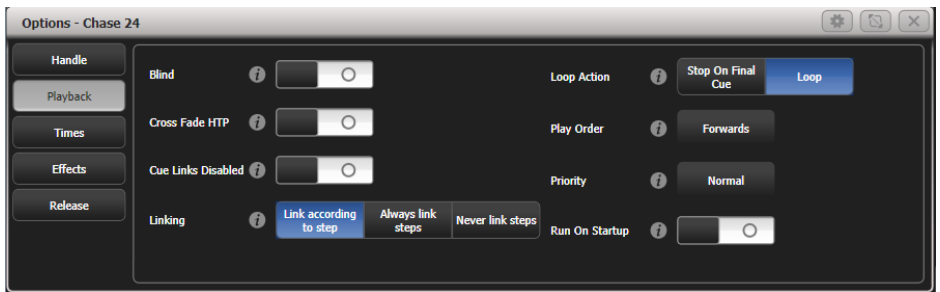 Options - Chase 24
Handle
Playback
Times
Effects
Release
Blind
Cross Fade HTP
Cue Links Disabled
Linking
Link according
to step
Always link
steps
Never link steps
Loop Action
Stop On Final
Cue
Loop
Play Order
Forwards
Priority
Normal
Run On Startup